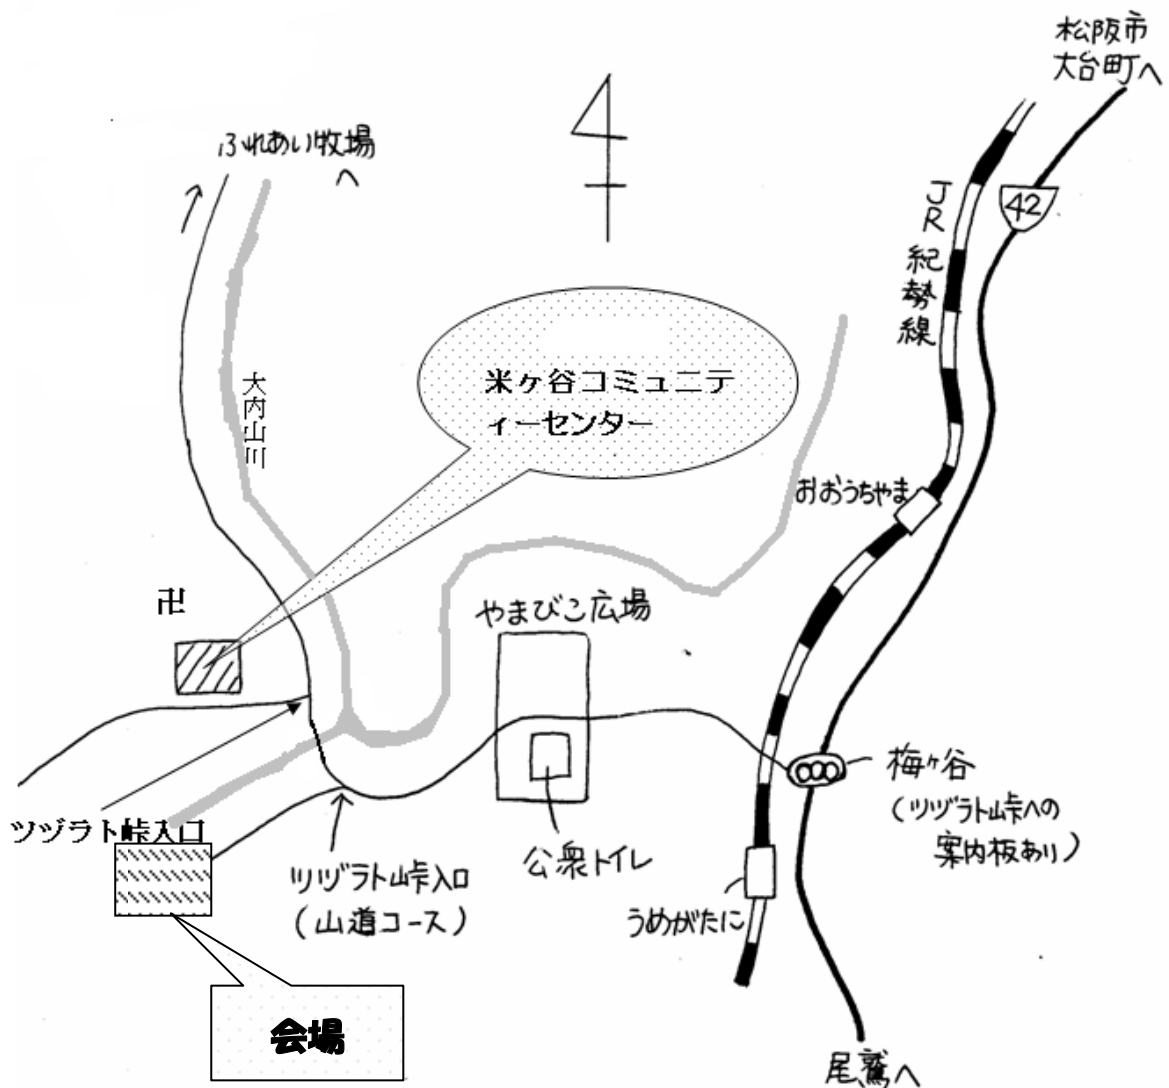 松阪市
大台町へ
ふれあい牧場
へ
42
JR紀勢線
大内山川
米ヶ谷コミュニテ
ィーセンター
おおうちやま
卍
やまびこ広場
梅ヶ谷
(ツヅラト峠への
案内板あり)
ツヅラト峠入口
公衆トイレ
ツヅラト峠入口
(山道コース)
うめがたに
会場
尾鷲へ